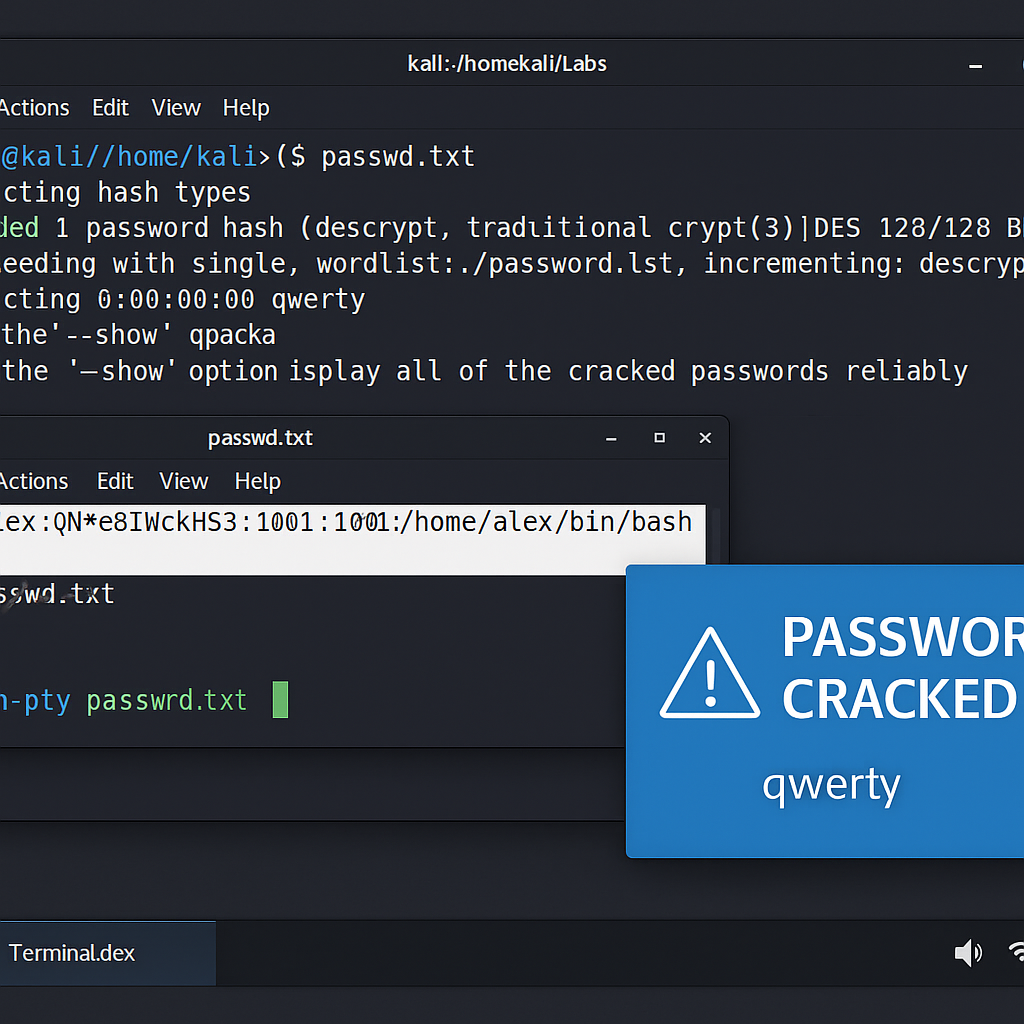 kall:./homekali/Labs
Actions Edit View Help
@kali//home/kali>($ passwd.txt
cting hash types
ded 1 password hash (descrypt, tradıtional crypt(3)|DES 128/128 B
eeding with single, wordlist:./password.lst, incrementing: descryp
cting 0:00:00:00 qwerty
the'--show' qpacka
the '—show' option isplay all of the cracked passwords reliably
passwd.txt
Actions Edit View Help
lex:QN*e8IWckHS3:1001:1001:/home/alex/bin/bash
sswd.txt
n-pty passwrd.txt
PASSWOR
CRACKED
qwerty
Terminal.dex